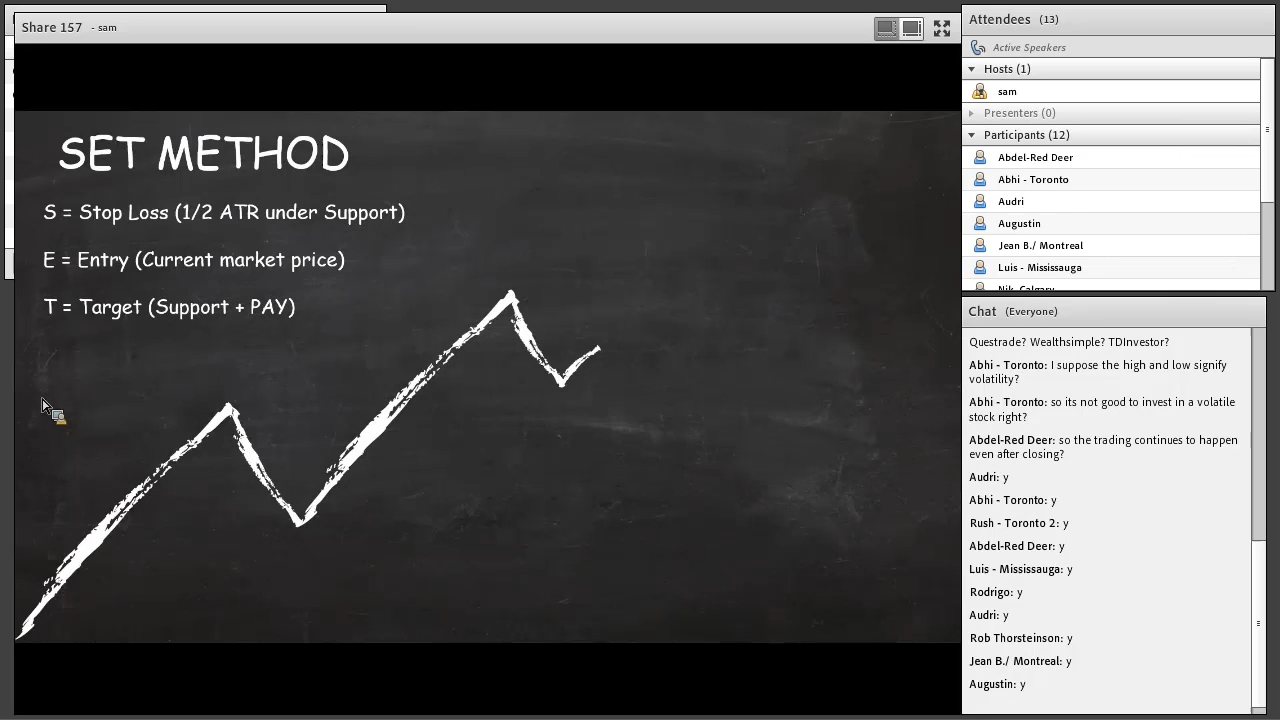 Share 157 - sam
SET METHOD
S = Stop Loss (1/2 ATR under Support)
E = Entry (Current market price)
T = Target (Support + PAY)
Attendees (13)
Active Speakers
Hosts (1)
sam
Presenters (0)
Participants (12)
Abdel-Red Deer
Abhi - Toronto
Audri
Augustin
Jean B./ Montreal
Luis - Mississauga
Nik, Calgary
Chat (Everyone)
Questrade? Wealthsimple? TDInvestor?
Abhi - Toronto: I suppose the high and low signify
volatility?
Abhi - Toronto: so its not good to invest in a volatile
stock right?
Abdel-Red Deer: so the trading continues to happen
even after closing?
Audri: y
Abhi - Toronto: y
Rush - Toronto 2: y
Abdel-Red Deer: y
Luis - Mississauga: y
Rodrigo: y
Audri: y
Rob Thorsteinson: y
Jean B./ Montreal: y
Augustin: y